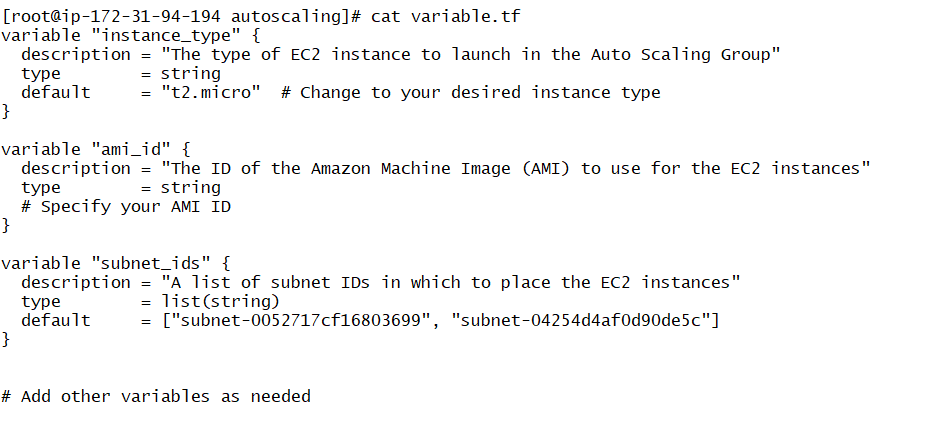 [root@ip-172-31-94-194 autoscaling]# cat variable.tf
variable "instance_type" {
  description = "The type of EC2 instance to launch in the Auto Scaling Group"
  type        = string
  default     = "t2.micro"  # Change to your desired instance type
}

variable "ami_id" {
  description = "The ID of the Amazon Machine Image (AMI) to use for the EC2 instances"
  type        = string
  # Specify your AMI ID
}

variable "subnet_ids" {
  description = "A list of subnet IDs in which to place the EC2 instances"
  type        = list(string)
  default     = ["subnet-0052717cf16803699", "subnet-04254d4af0d90de5c"]
}


# Add other variables as needed